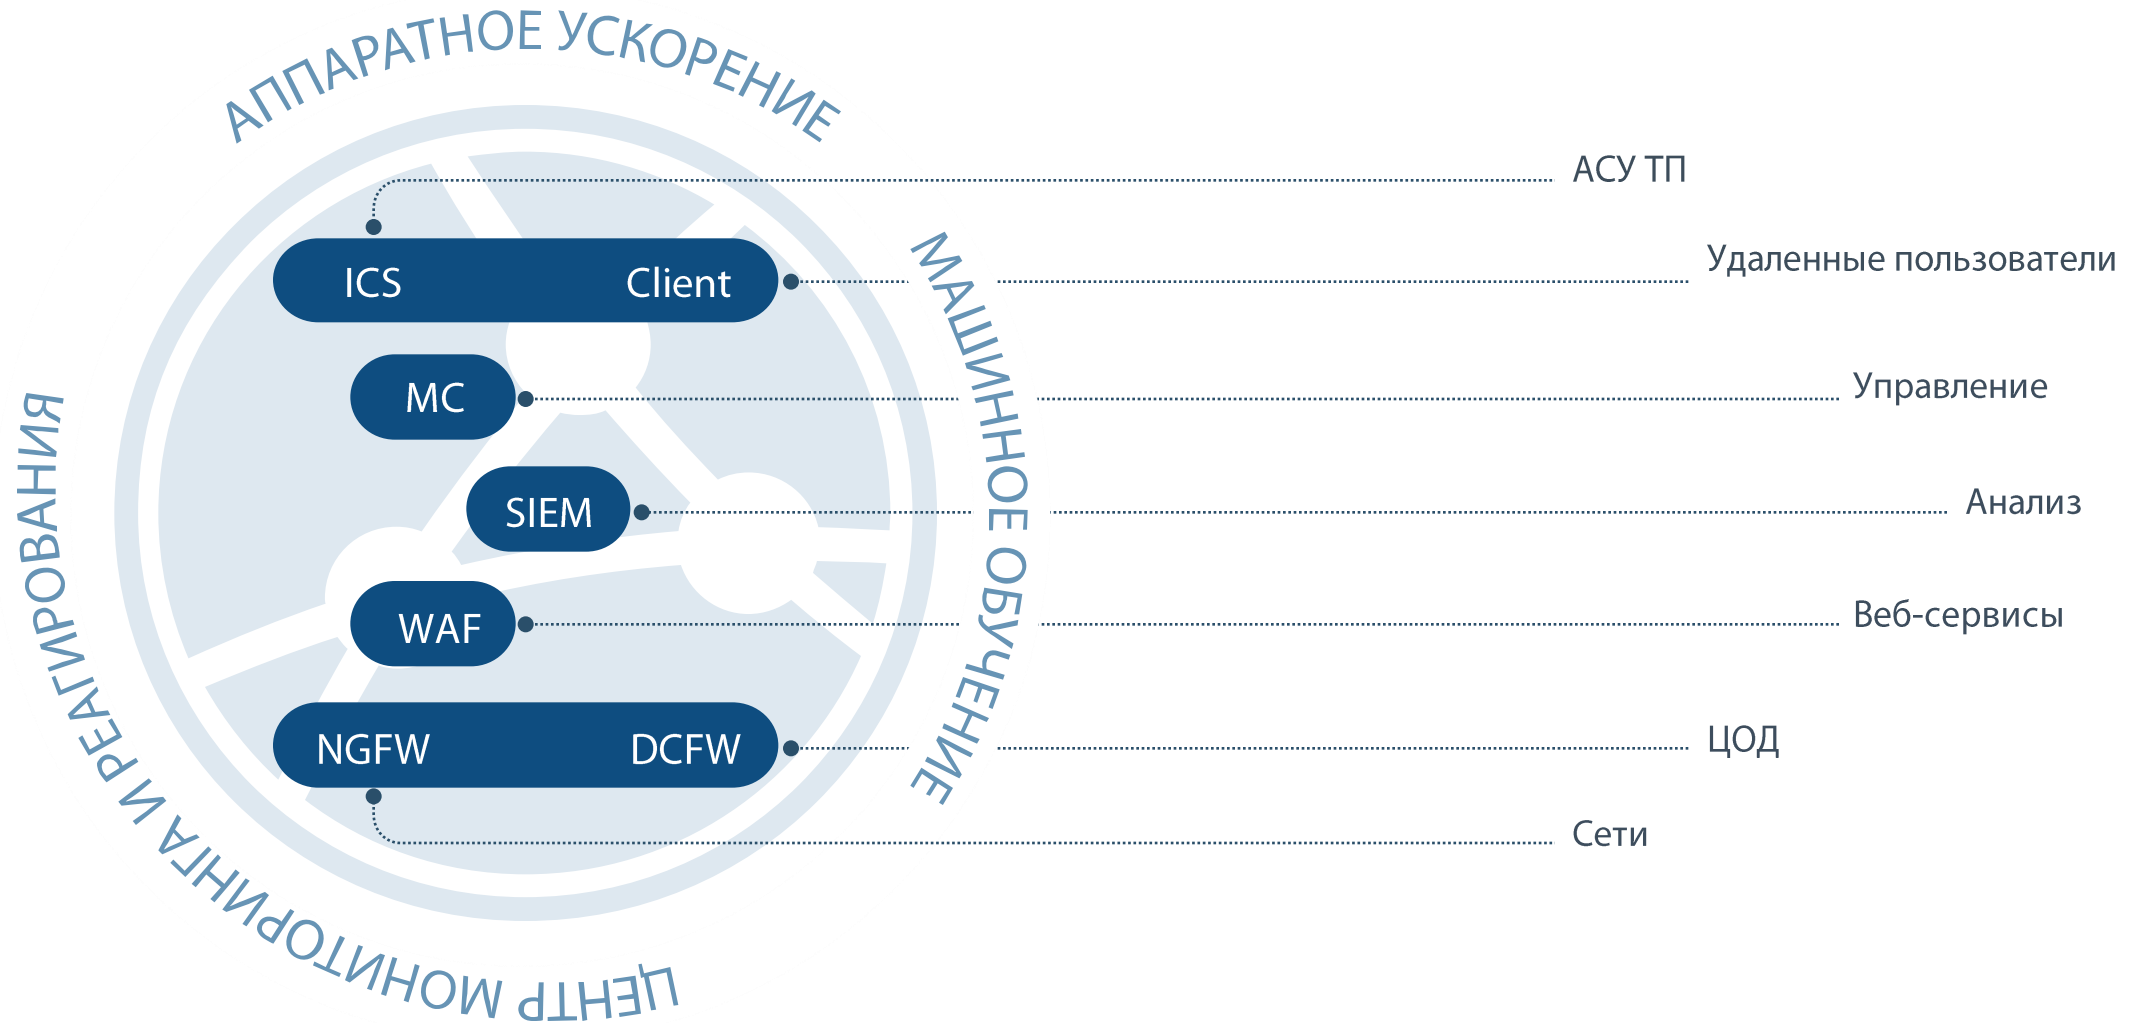 АППАРАТНОЕ УСКОРЕНИЕ
АСУ ТП
ICS Client
Удаленные пользователи
МАШИННОЕ ОБУЧЕНИЕ
MC
Управление
SIEM
Анализ
WAF
Веб-сервисы
NGFW DCFW
ЦОД
Сети
ЦЕНТР МОНИТОРИНГА И РЕАГИРОВАНИЯ